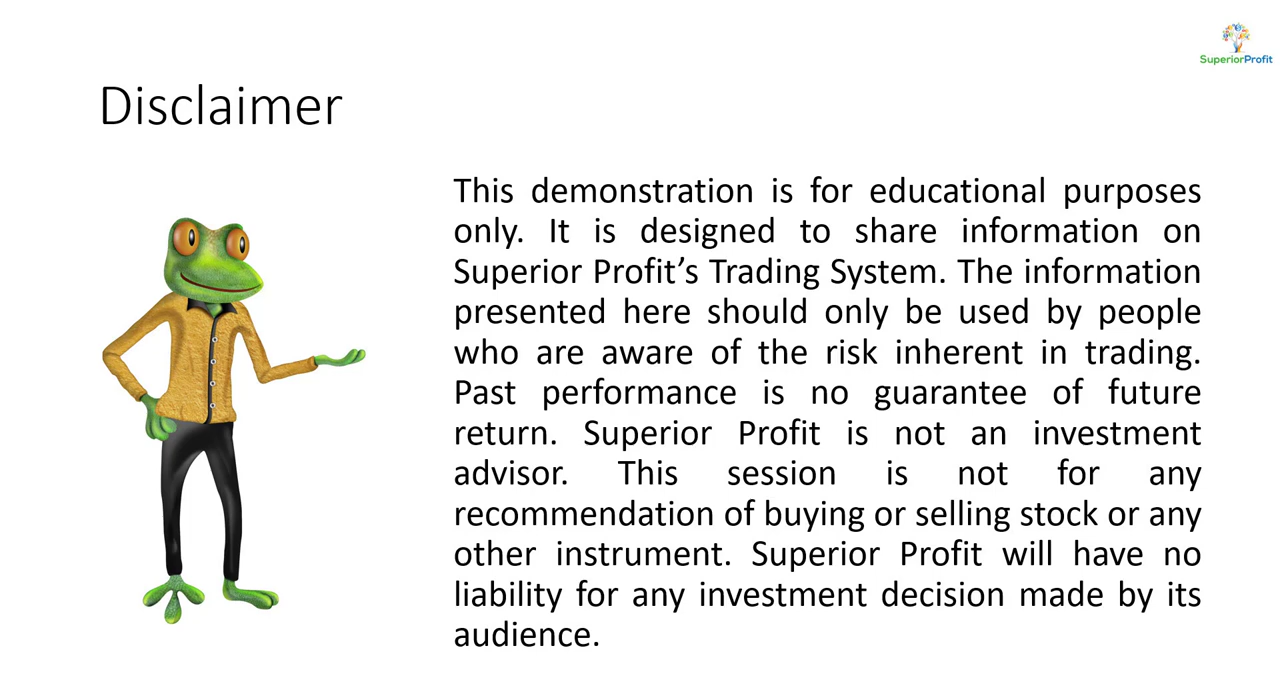 SuperiorProfit
Disclaimer
This demonstration is for educational purposes
only. It is designed to share information on
Superior Profit’s Trading System. The information
presented here should only be used by people
who are aware of the risk inherent in trading.
Past performance is no guarantee of future
return. Superior Profit is not an investment
advisor. This session is not for any
recommendation of buying or selling stock or any
other instrument. Superior Profit will have no
liability for any investment decision made by its
audience.